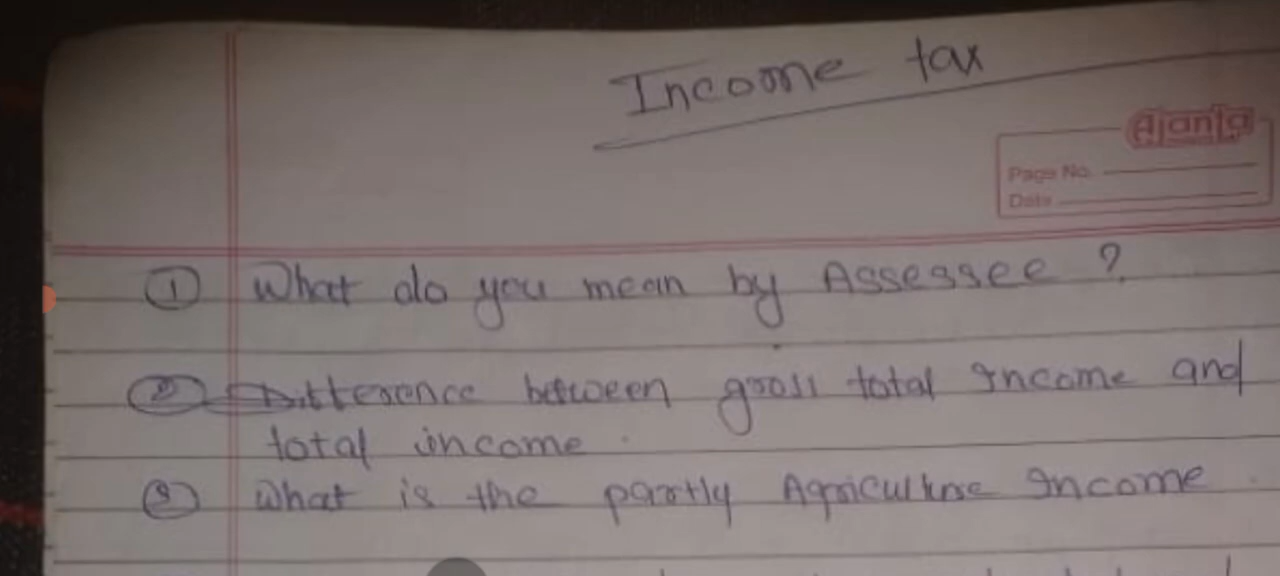 Income tax
Ajanta
Page No.
Date
① What do you mean by Assessee ?
② Difference between gross total Income and
total income.
③ What is the partly Agriculture Income